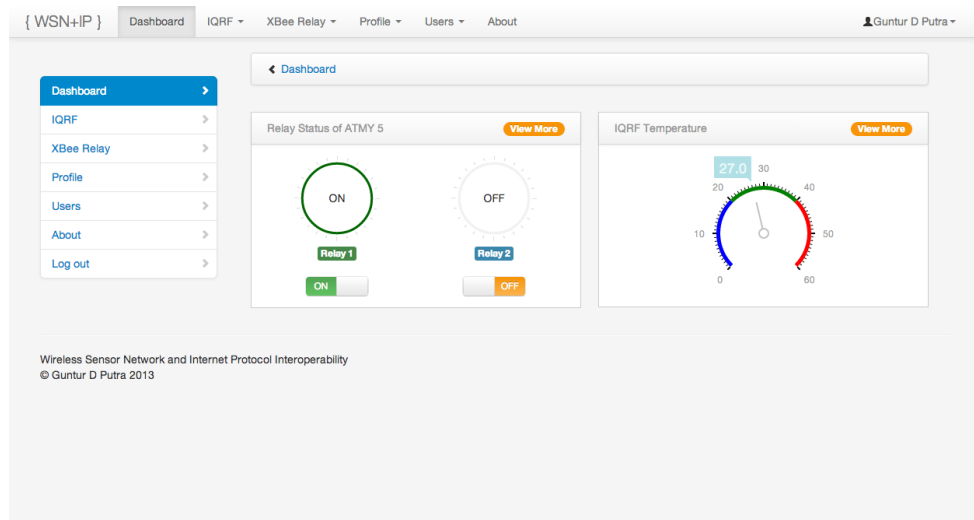 { WSN+IP } Dashboard IQRF XBee Relay Profile Users About Guntur D Putra
Dashboard
Dashboard
IQRF
XBee Relay
Profile
Users
About
Log out
Relay Status of ATMY 5 View More
ON OFF
Relay 1 Relay 2
ON OFF
IQRF Temperature View More
27.0 30
20 40
10 50
0 60
Wireless Sensor Network and Internet Protocol Interoperability
© Guntur D Putra 2013